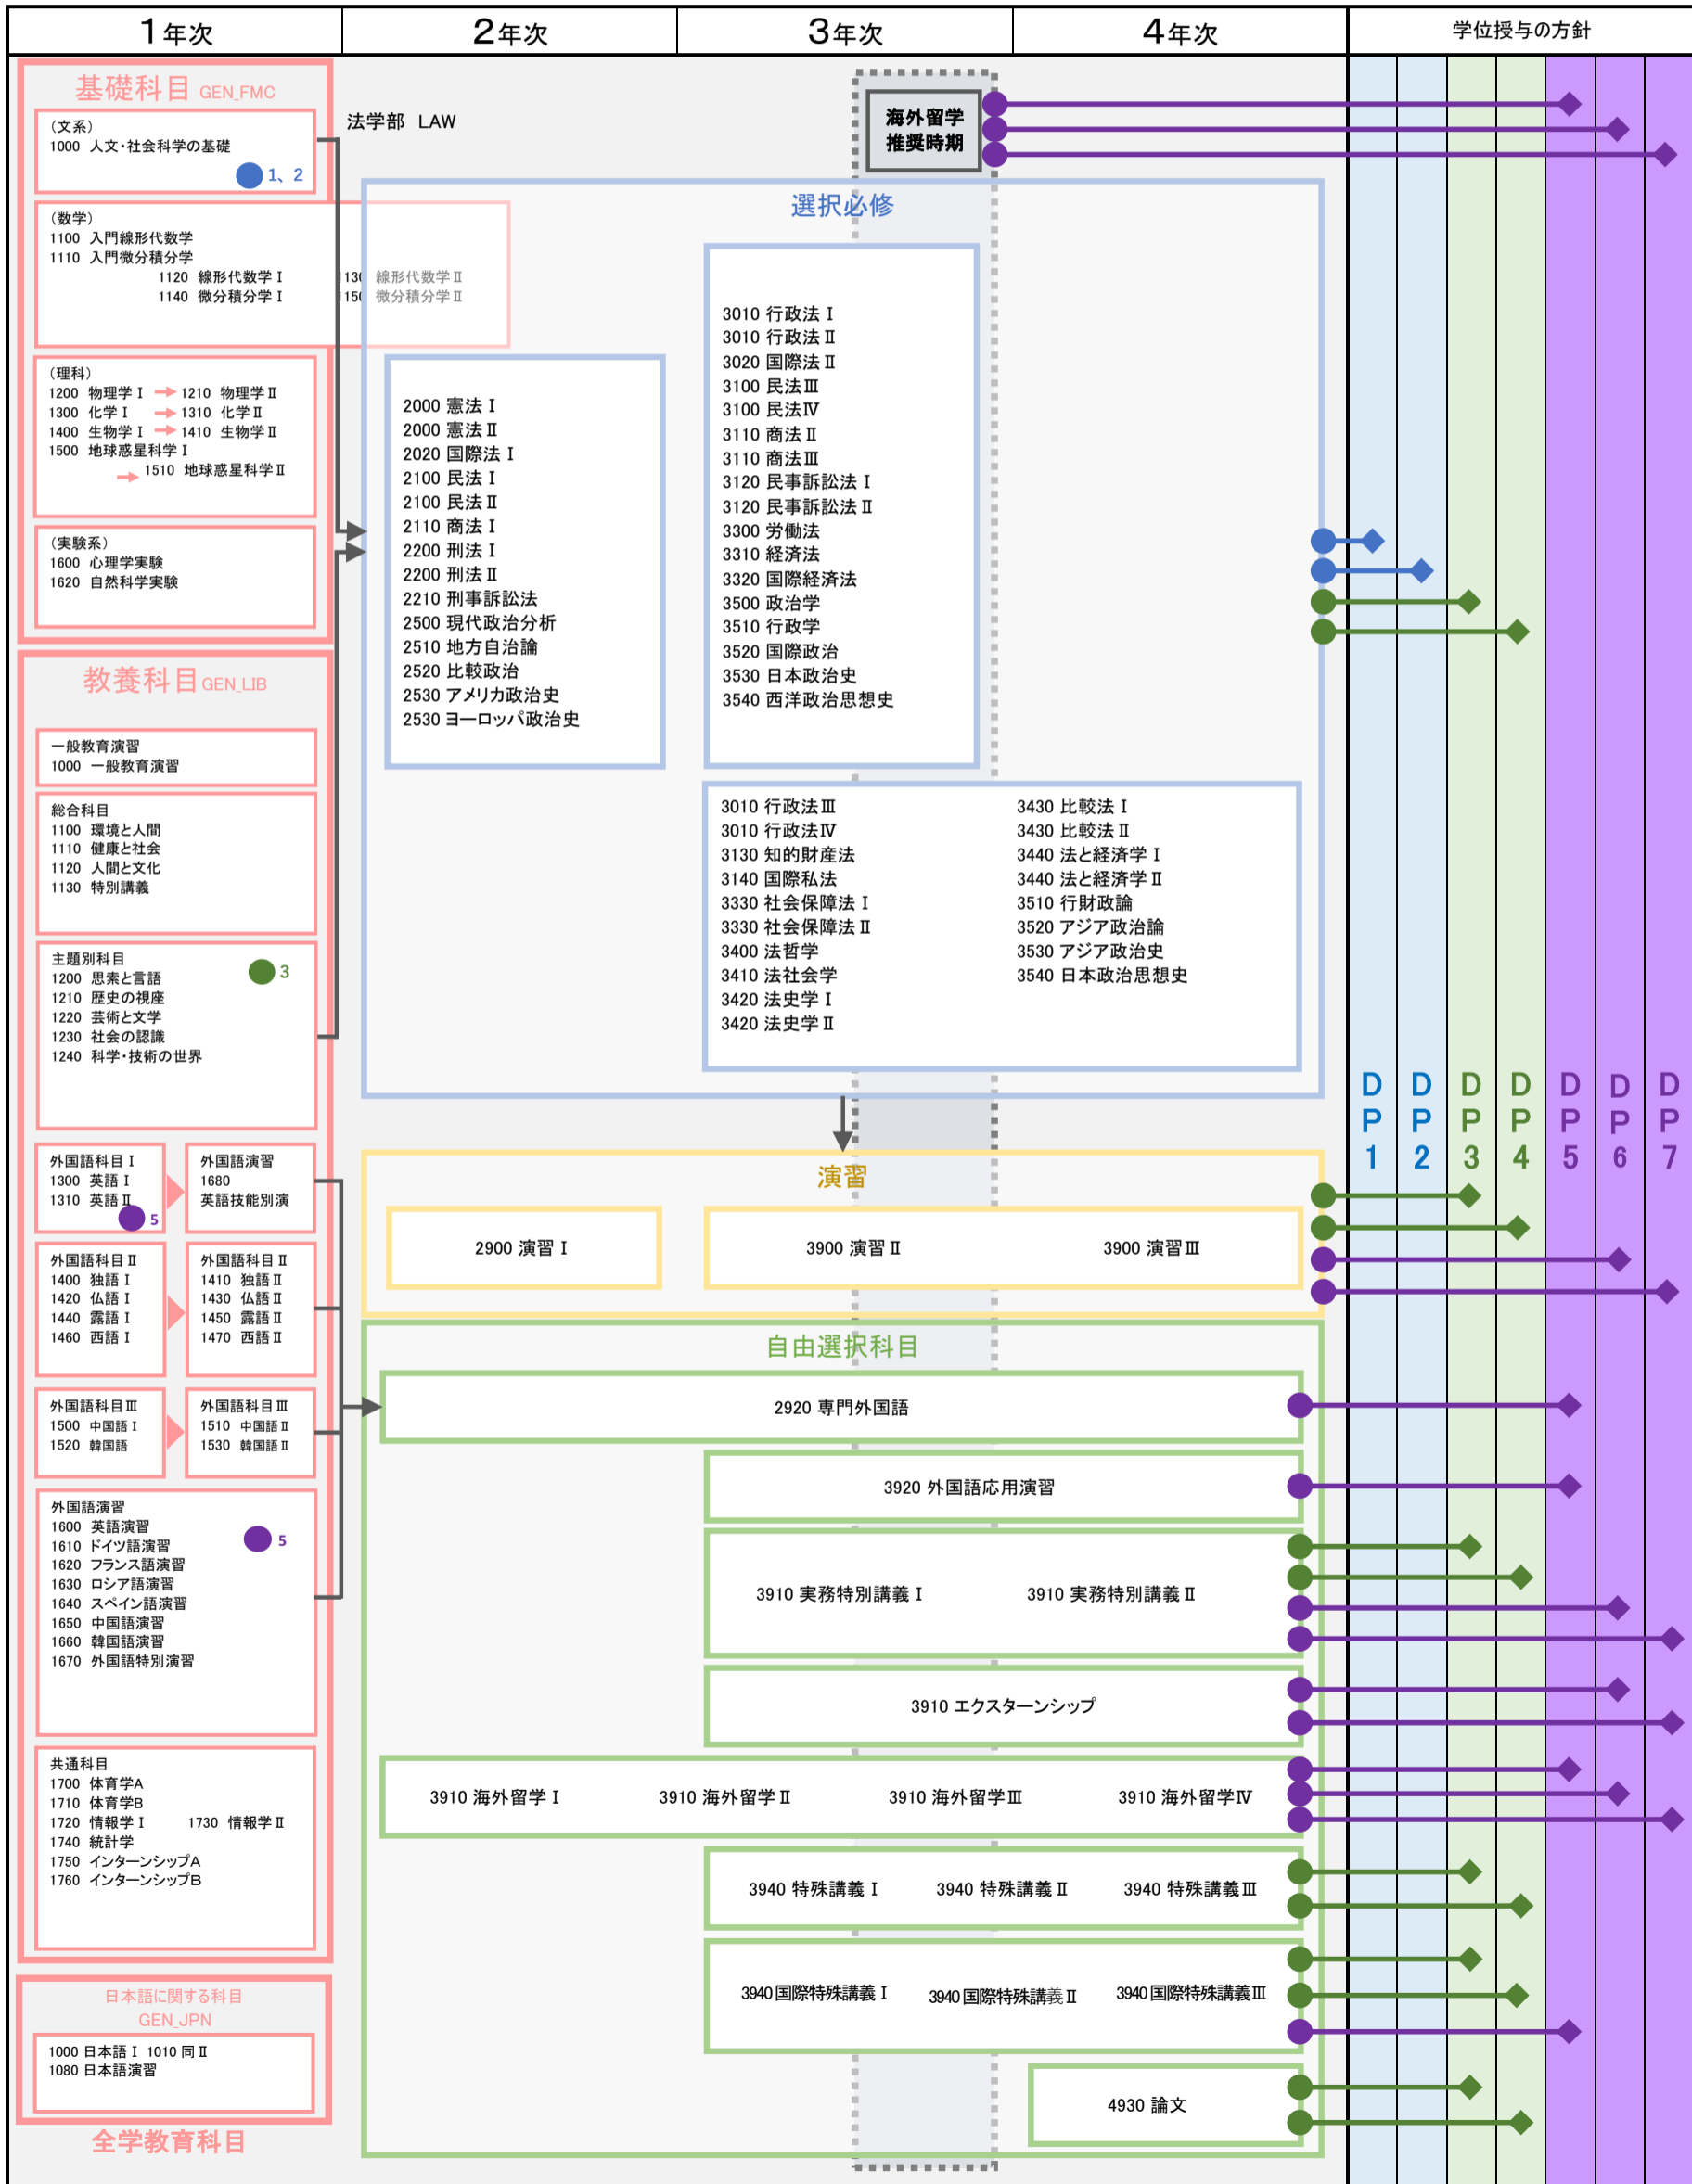 1年次
2年次
3年次
4年次
学位授与の方針
基礎科目 GEN_FMC
(文系)
1000 人文・社会科学の基礎
1、2
(数学)
1100 入門線形代数学
1110 入門微分積分学
1120 線形代数学Ⅰ 1130 線形代数学Ⅱ
1140 微分積分学Ⅰ 1150 微分積分学Ⅱ
(理科)
1200 物理学Ⅰ 1210 物理学Ⅱ
1300 化学Ⅰ 1310 化学Ⅱ
1400 生物学Ⅰ 1410 生物学Ⅱ
1500 地球惑星科学Ⅰ
1510 地球惑星科学Ⅱ
(実験系)
1600 心理学実験
1620 自然科学実験
教養科目 GEN_LIB
一般教育演習
1000 一般教育演習
総合科目
1100 環境と人間
1110 健康と社会
1120 人間と文化
1130 特別講義
主題別科目
3
1200 思索と言語
1210 歴史の視座
1220 芸術と文学
1230 社会の認識
1240 科学・技術の世界
外国語科目Ⅰ
1300 英語Ⅰ
1310 英語Ⅱ
5
外国語演習
1680
英語技能別演
外国語科目Ⅱ
1400 独語Ⅰ
1420 仏語Ⅰ
1440 露語Ⅰ
1460 西語Ⅰ
外国語科目Ⅱ
1410 独語Ⅱ
1430 仏語Ⅱ
1450 露語Ⅱ
1470 西語Ⅱ
外国語科目Ⅲ
1500 中国語Ⅰ
1520 韓国語
外国語科目Ⅲ
1510 中国語Ⅱ
1530 韓国語Ⅱ
外国語演習
1600 英語演習
5
1610 ドイツ語演習
1620 フランス語演習
1630 ロシア語演習
1640 スペイン語演習
1650 中国語演習
1660 韓国語演習
1670 外国語特別演習
共通科目
1700 体育学A
1710 体育学B
1720 情報学Ⅰ 1730 情報学Ⅱ
1740 統計学
1750 インターンシップA
1760 インターンシップB
日本語に関する科目
GEN_JPN
1000 日本語Ⅰ 1010 同Ⅱ
1080 日本語演習
全学教育科目
法学部 LAW
海外留学
推奨時期
選択必修
2000 憲法Ⅰ
2000 憲法Ⅱ
2020 国際法Ⅰ
2100 民法Ⅰ
2100 民法Ⅱ
2110 商法Ⅰ
2200 刑法Ⅰ
2200 刑法Ⅱ
2210 刑事訴訟法
2500 現代政治分析
2510 地方自治論
2520 比較政治
2530 アメリカ政治史
2530 ヨーロッパ政治史
3010 行政法Ⅰ
3010 行政法Ⅱ
3020 国際法Ⅱ
3100 民法Ⅲ
3100 民法Ⅳ
3110 商法Ⅱ
3110 商法Ⅲ
3120 民事訴訟法Ⅰ
3120 民事訴訟法Ⅱ
3300 労働法
3310 経済法
3320 国際経済法
3500 政治学
3510 行政学
3520 国際政治
3530 日本政治史
3540 西洋政治思想史
3010 行政法Ⅲ
3010 行政法Ⅳ
3130 知的財産法
3140 国際私法
3330 社会保障法Ⅰ
3330 社会保障法Ⅱ
3400 法哲学
3410 法社会学
3420 法史学Ⅰ
3420 法史学Ⅱ
3430 比較法Ⅰ
3430 比較法Ⅱ
3440 法と経済学Ⅰ
3440 法と経済学Ⅱ
3510 行財政論
3520 アジア政治論
3530 アジア政治史
3540 日本政治思想史
演習
2900 演習Ⅰ
3900 演習Ⅱ
3900 演習Ⅲ
自由選択科目
2920 専門外国語
3920 外国語応用演習
3910 実務特別講義Ⅰ
3910 実務特別講義Ⅱ
3910 エクスターンシップ
3910 海外留学Ⅰ
3910 海外留学Ⅱ
3910 海外留学Ⅲ
3910 海外留学Ⅳ
3940 特殊講義Ⅰ
3940 特殊講義Ⅱ
3940 特殊講義Ⅲ
3940 国際特殊講義Ⅰ
3940 国際特殊講義Ⅱ
3940 国際特殊講義Ⅲ
4930 論文
DP1
DP2
DP3
DP4
DP5
DP6
DP7